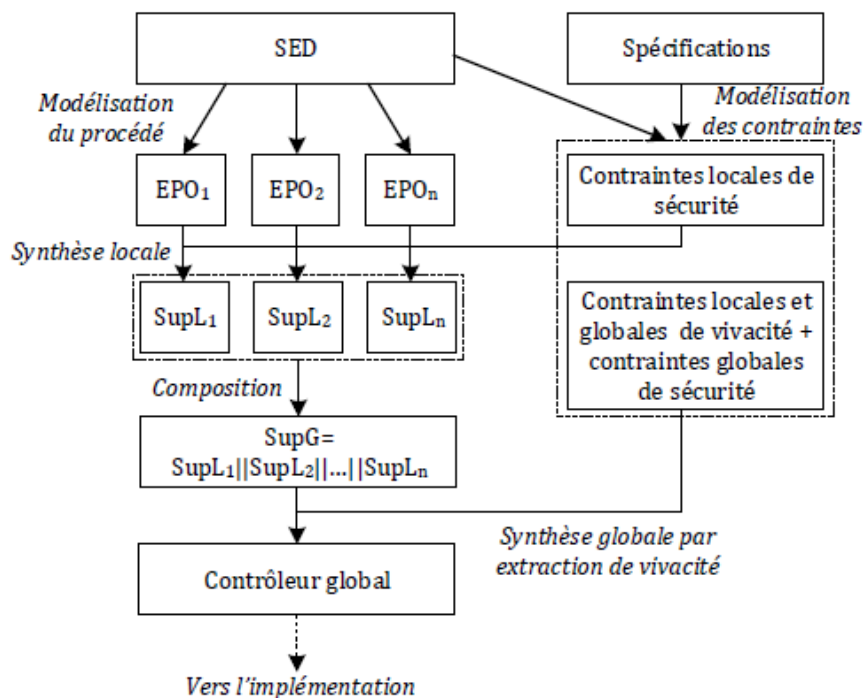 SED
Spécifications
Modélisation
du procédé
Modélisation
des contraintes
EPO₁
EPO₂
EPOₙ
Contraintes locales de
sécurité
Synthèse locale
SupL₁
SupL₂
SupLₙ
Contraintes locales et
globales de vivacité +
contraintes globales
de sécurité
Composition
SupG=
SupL₁||SupL₂||...||SupLₙ
Synthèse globale par
extraction de vivacité
Contrôleur global
Vers l'implémentation